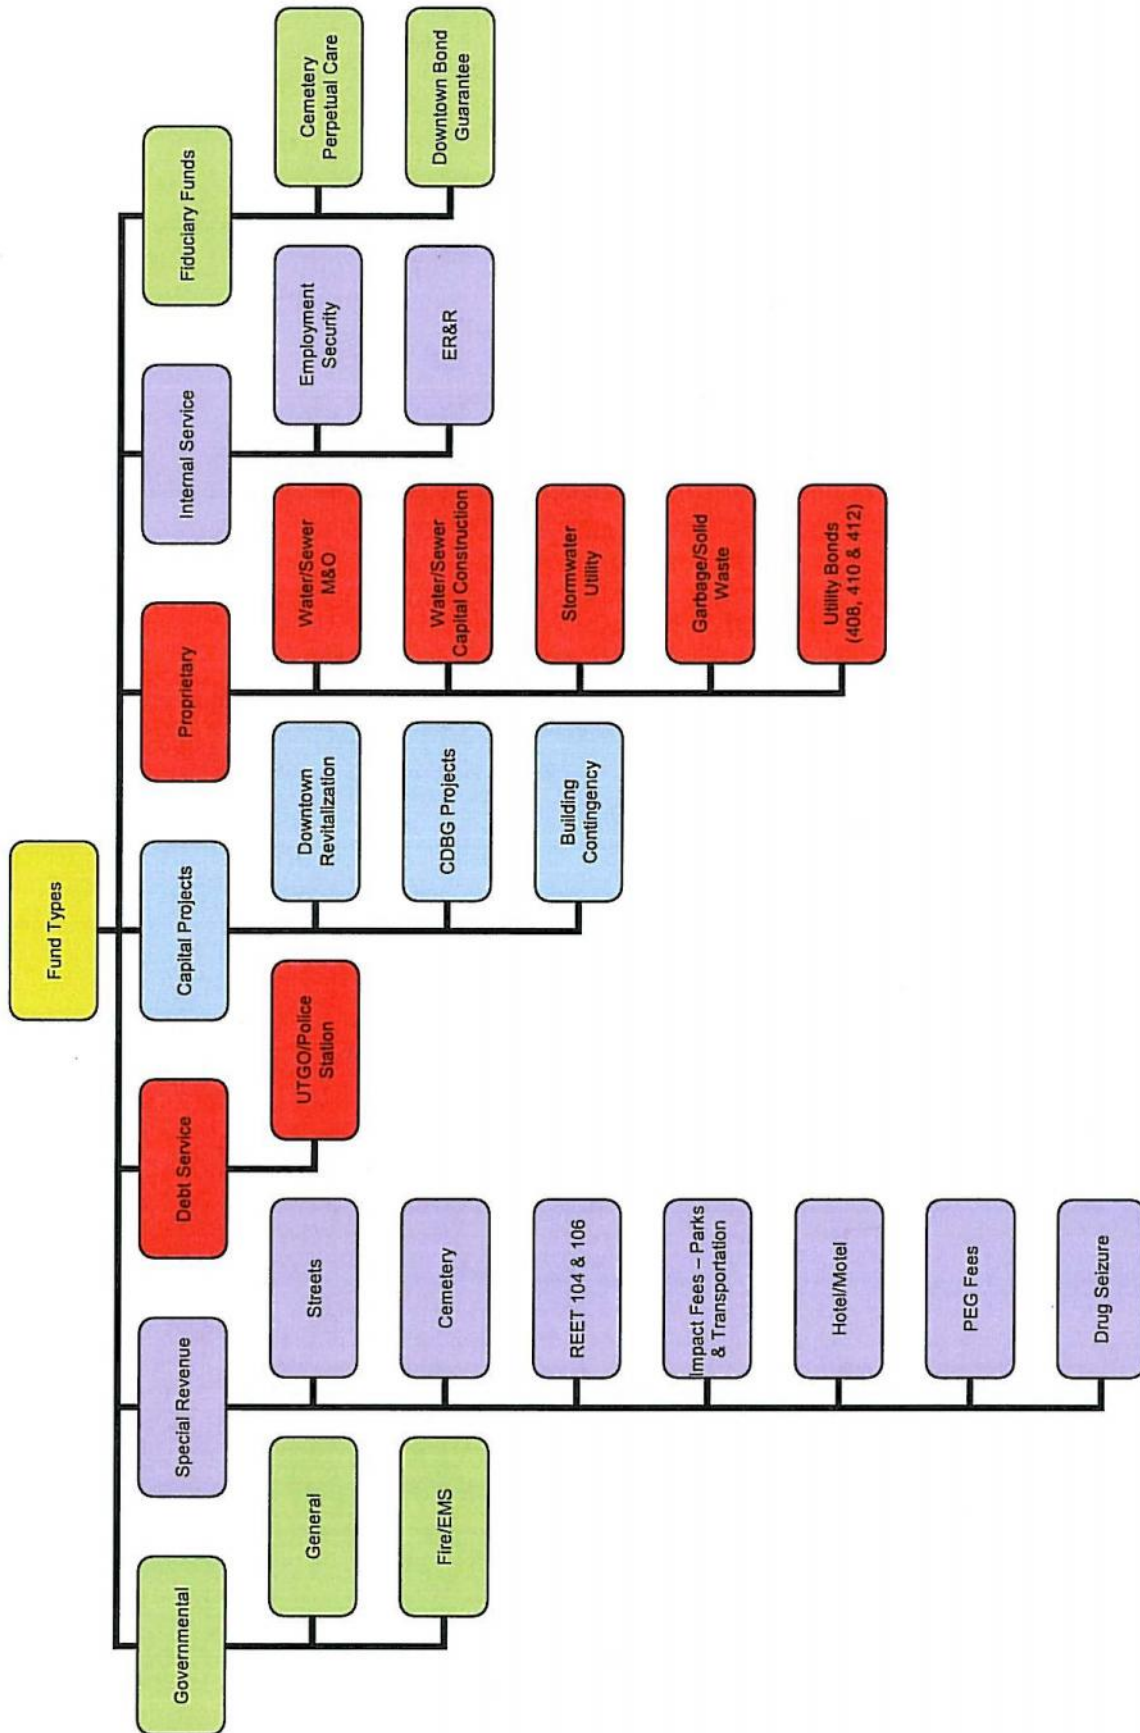 Fund Types
Governmental
General
Fire/EMS
Special Revenue
Streets
Cemetery
REET 104 & 106
Impact Fees – Parks
& Transportation
Hotel/Motel
PEG Fees
Drug Seizure
Debt Service
UTGO/Police
Station
Capital Projects
Downtown
Revitalization
CDBG Projects
Building
Contingency
Proprietary
Water/Sewer
M&O
Water/Sewer
Capital Construction
Stormwater
Utility
Garbage/Solid
Waste
Utility Bonds
(408, 410 & 412)
Internal Service
Employment
Security
ER&R
Fiduciary Funds
Cemetery
Perpetual Care
Downtown Bond
Guarantee